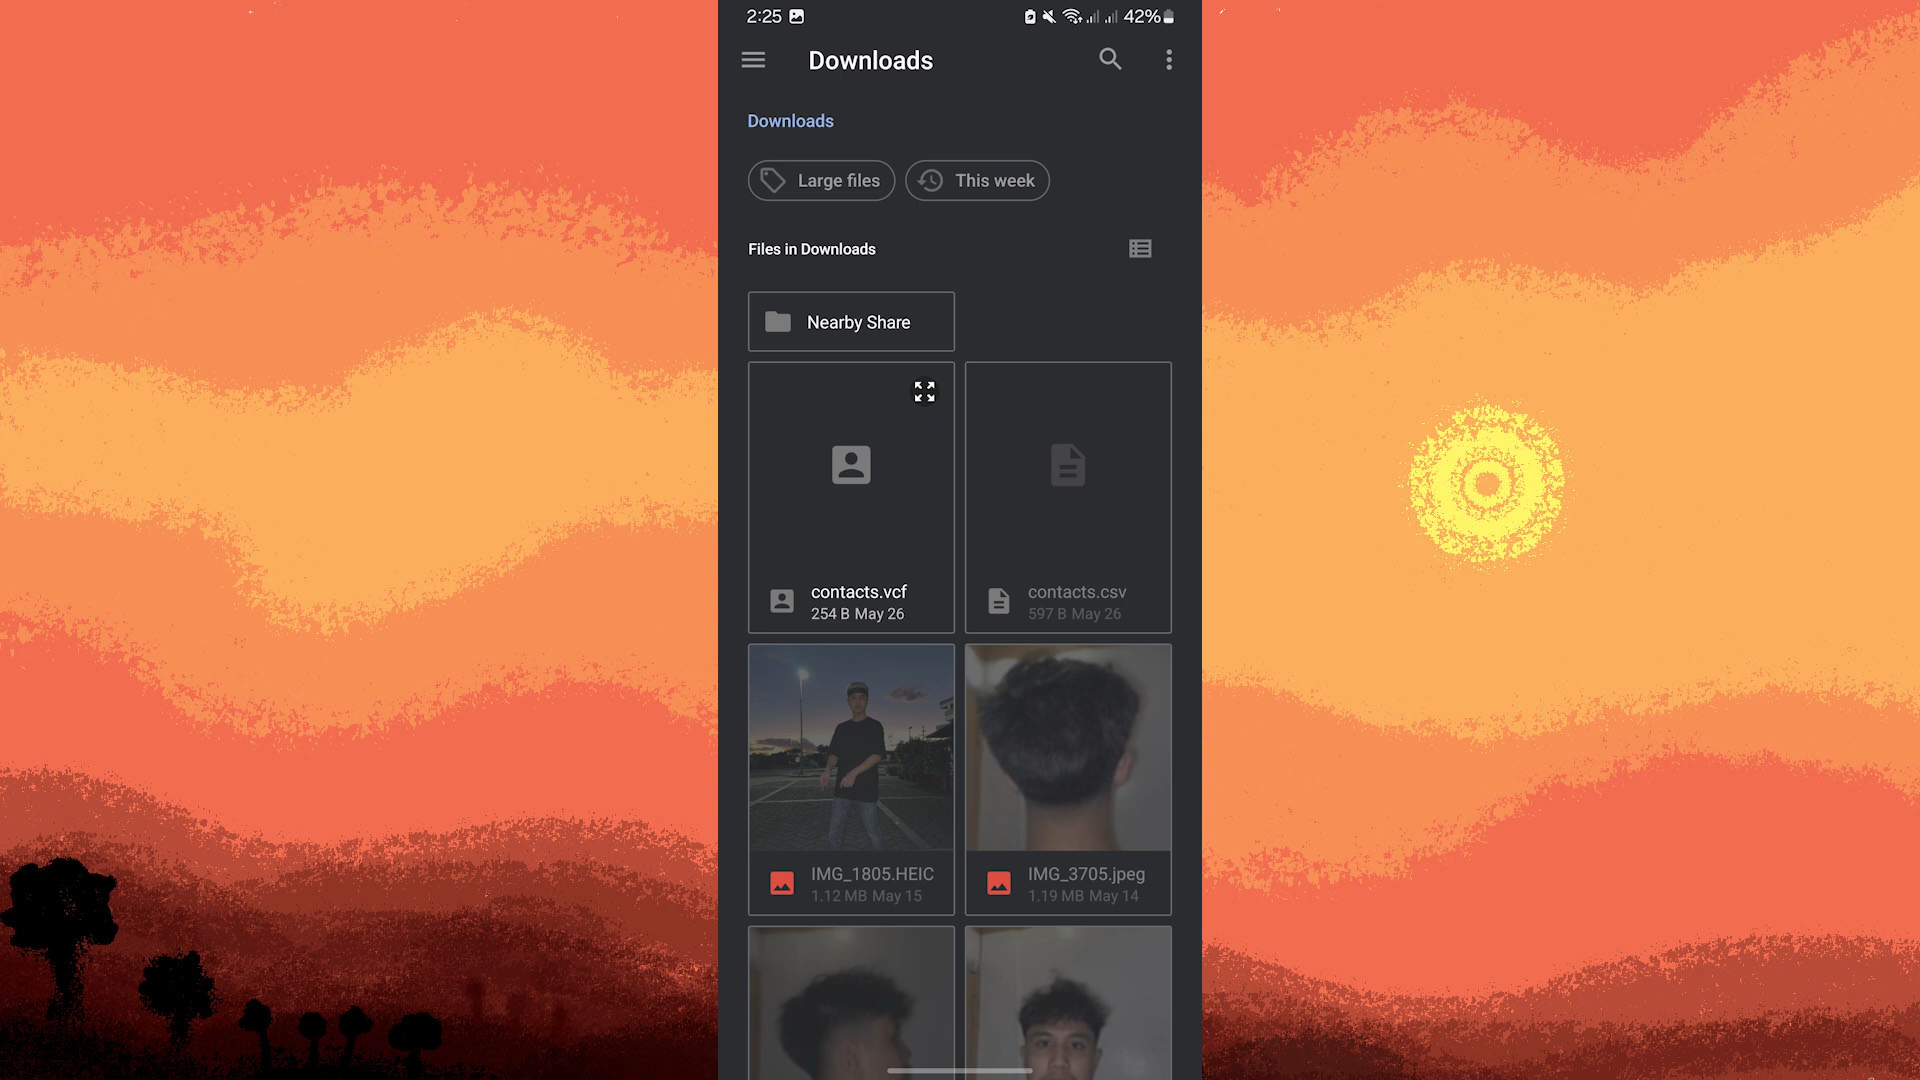 2:25 42%
Downloads
Downloads
Large files This week
Files in Downloads
Nearby Share
contacts.vcf
254 B May 26
contacts.csv
597 B May 26
IMG_1805.HEIC
1.12 MB May 15
IMG_3705.jpeg
1.19 MB May 14